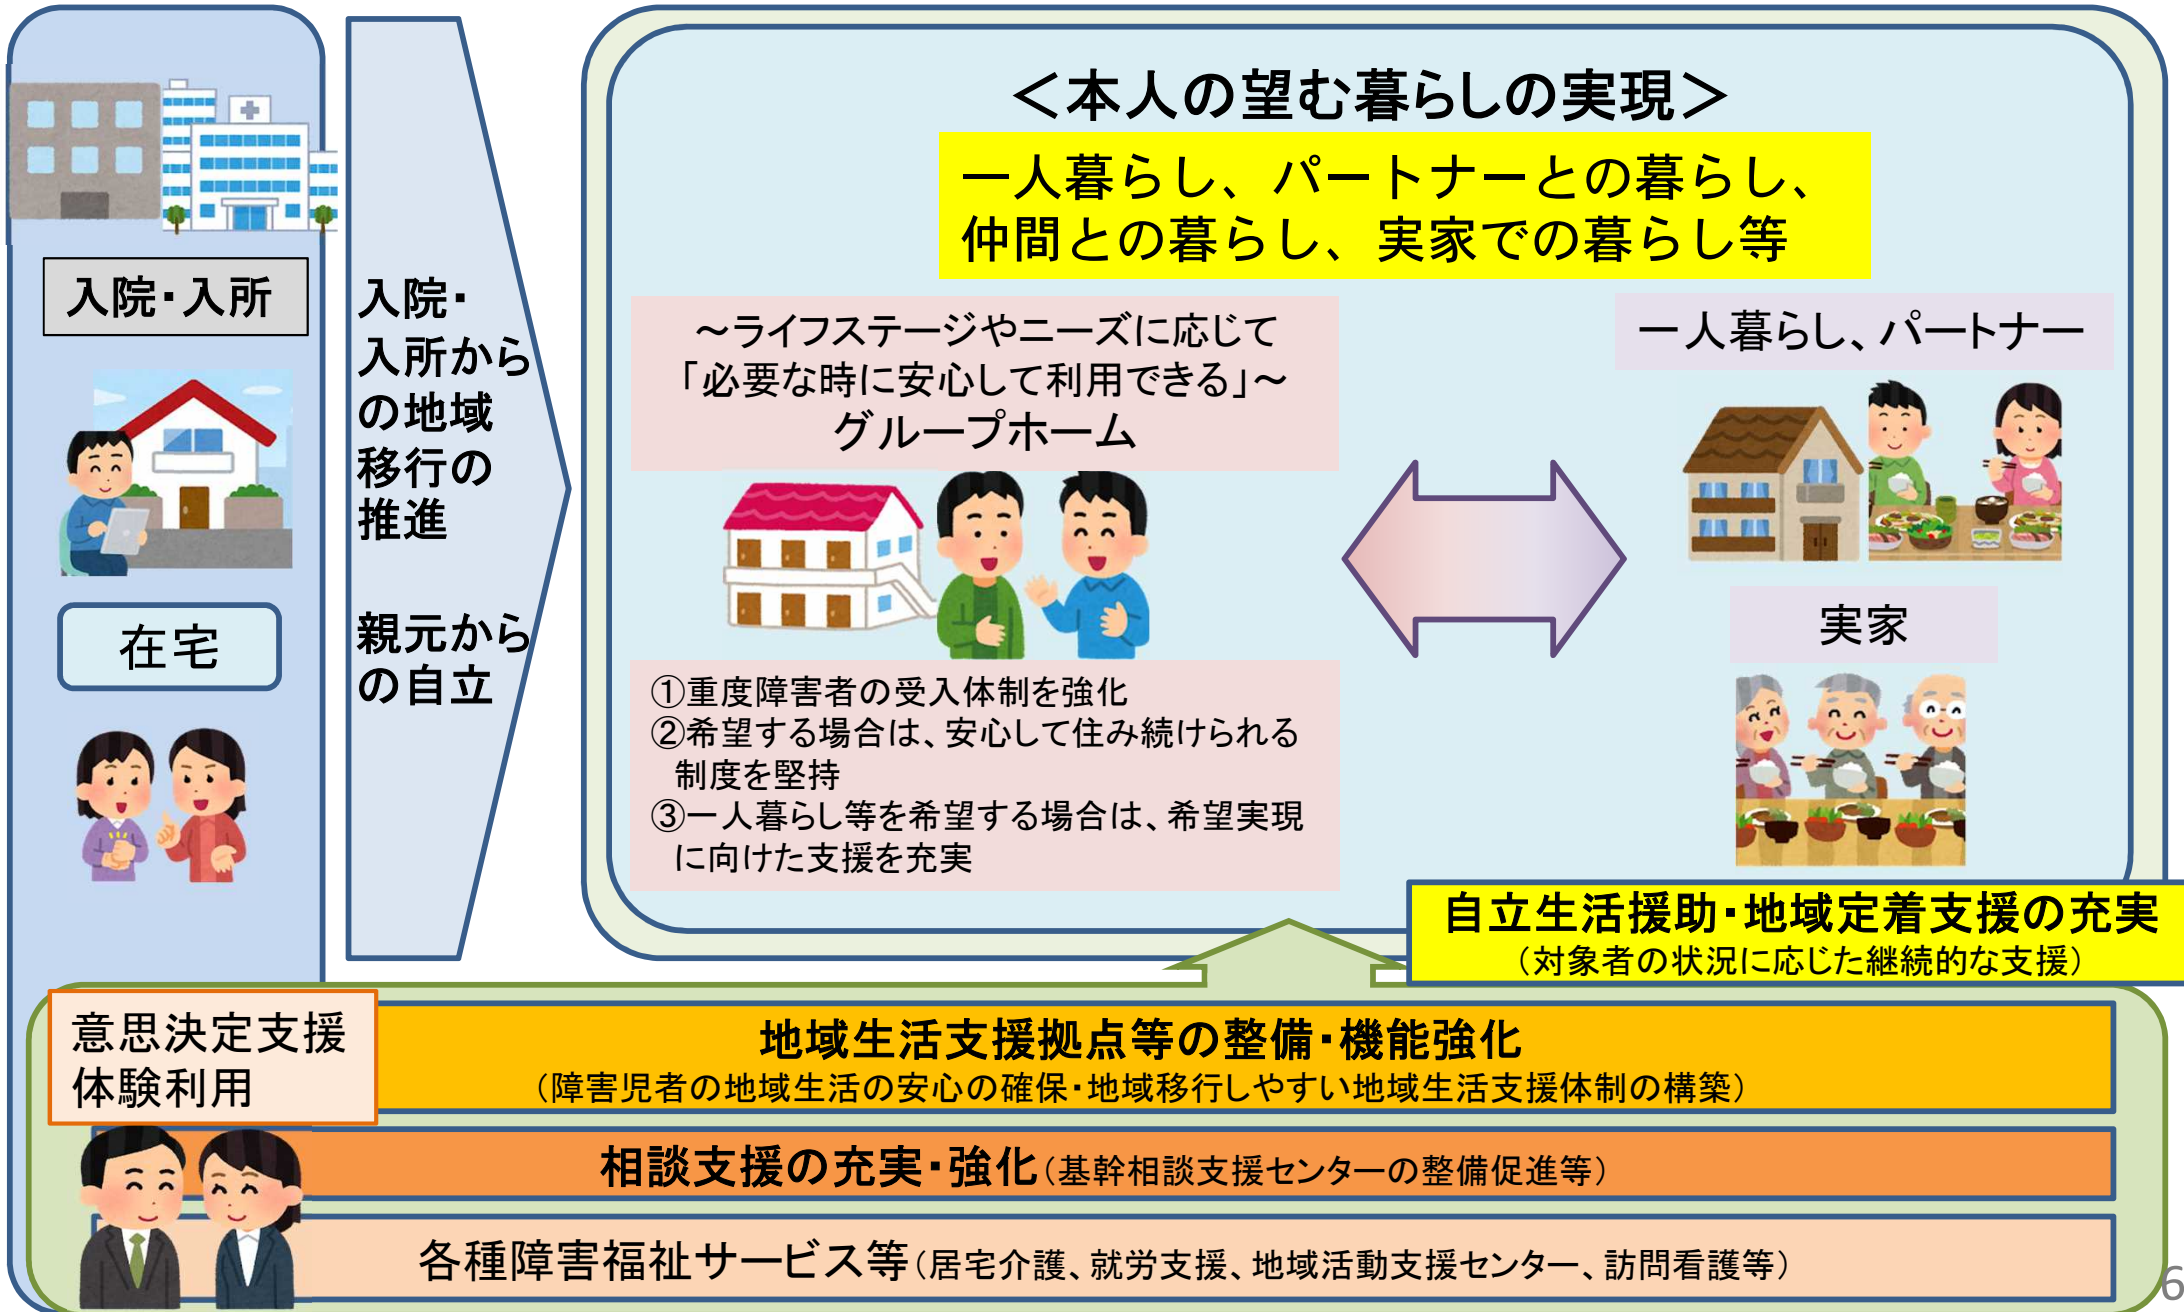 入院･入所
在宅
入院･
入所から
の地域
移行の
推進
親元から
の自立
＜本人の望む暮らしの実現＞
一人暮らし、パートナーとの暮らし、
仲間との暮らし、実家での暮らし等
～ライフステージやニーズに応じて
「必要な時に安心して利用できる」～
グループホーム
①重度障害者の受入体制を強化
②希望する場合は、安心して住み続けられる
制度を堅持
③一人暮らし等を希望する場合は、希望実現
に向けた支援を充実
一人暮らし、パートナー
実家
自立生活援助･地域定着支援の充実
（対象者の状況に応じた継続的な支援）
意思決定支援
体験利用
地域生活支援拠点等の整備･機能強化
（障害児者の地域生活の安心の確保･地域移行しやすい地域生活支援体制の構築）
相談支援の充実･強化（基幹相談支援センターの整備促進等）
各種障害福祉サービス等（居宅介護、就労支援、地域活動支援センター、訪問看護等）
6